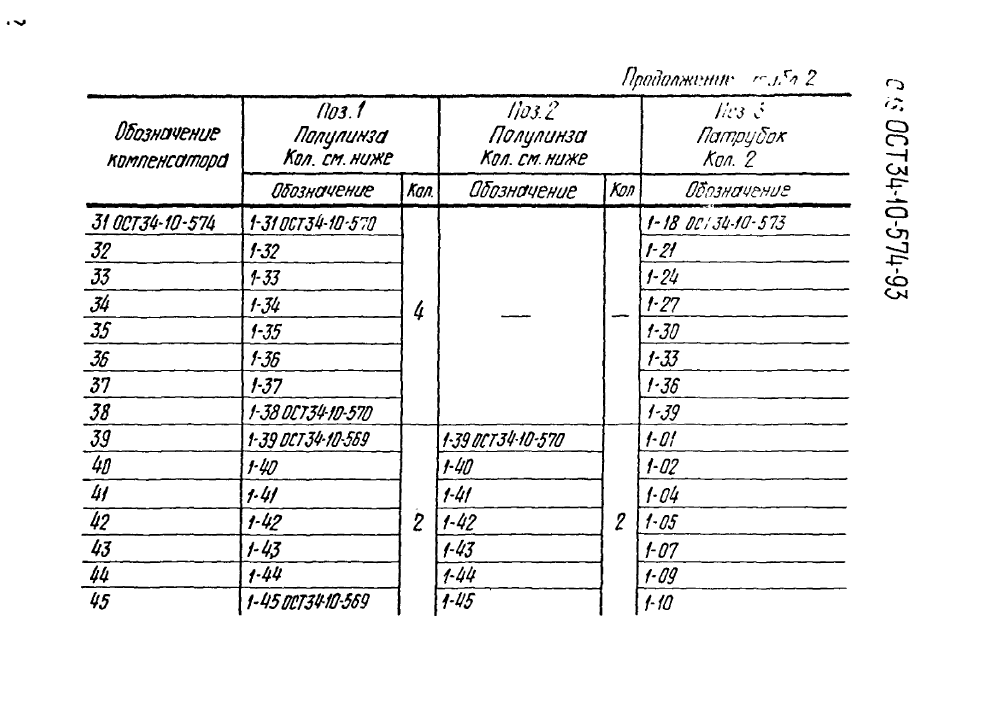 Продолжение табл 2
Обозначение компенсатора
Поз. 1 Полулинза Кол. см. ниже
Поз. 2 Полулинза Кол. см. ниже
Поз 3 Патрубок Кол. 2
Обозначение Кол. Обозначение Кол Обозначение
31 ОСТ34-10-574 1-31 ОСТ34-10-570 1-18 ОСТ34-10-573
32 1-32 1-21
33 1-33 1-24
34 1-34 4 — — 1-27
35 1-35 1-30
36 1-36 1-33
37 1-37 1-36
38 1-38 ОСТ34-10-570 1-39
39 1-39 ОСТ34-10-569 1-39 ОСТ34-10-570 1-01
40 1-40 1-40 1-02
41 1-41 1-41 1-04
42 1-42 2 1-42 2 1-05
43 1-43 1-43 1-07
44 1-44 1-44 1-09
45 1-45 ОСТ34-10-569 1-45 1-10
ОСТ34-10-574-93